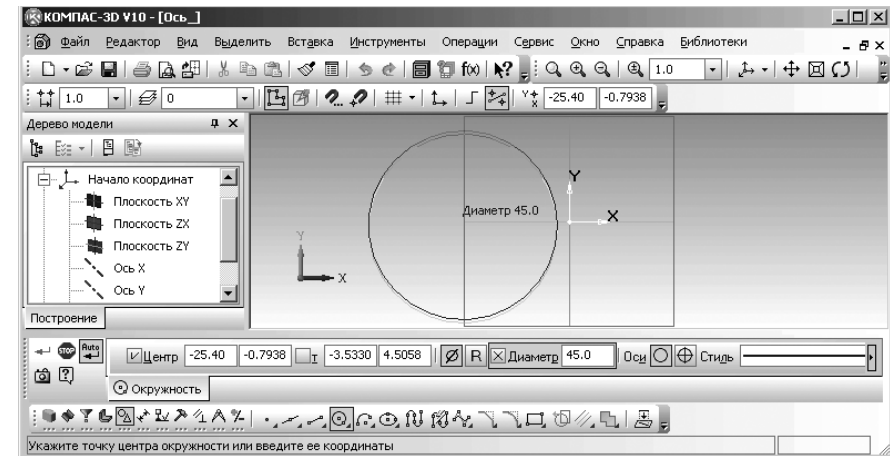 КОМПАС-3D V10 - [Ось_]
Файл Редактор Вид Выделить Вставка Инструменты Операции Сервис Окно Справка Библиотеки
f(x) 1.0
1.0 0 -25.40 -0.7938
Дерево модели
Начало координат
Плоскость XY
Плоскость ZX
Плоскость ZY
Ось X
Ось Y
Построение
Y
X
Y
X
Диаметр 45.0
STOP Auto Центр -25.40 -0.7938 т -3.5330 4.5058 R Диаметр 45.0 Оси Стиль
Окружность
Укажите точку центра окружности или введите ее координаты